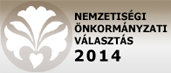 NEMZETISÉGI
ÖNKORMÁNYZATI
VÁLASZTÁS
2014